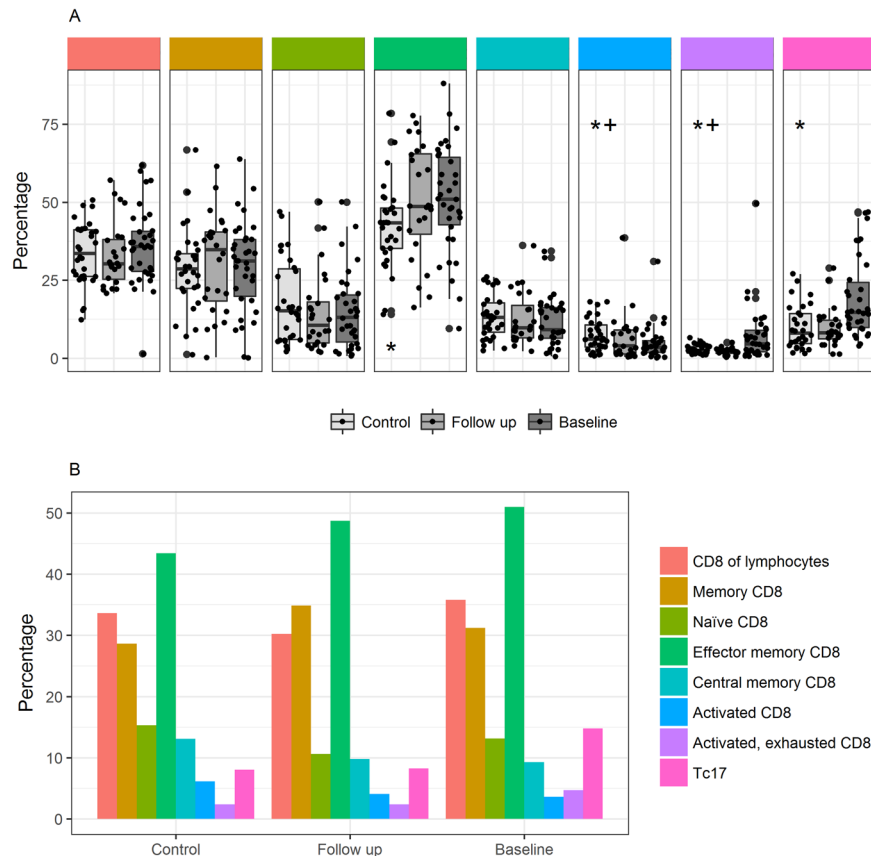 A
Percentage
75
50
25
0
*+
*+
*
*
Control
Follow up
Baseline
B
Percentage
50
40
30
20
10
0
Control
Follow up
Baseline
CD8 of lymphocytes
Memory CD8
Naïve CD8
Effector memory CD8
Central memory CD8
Activated CD8
Activated, exhausted CD8
Tc17